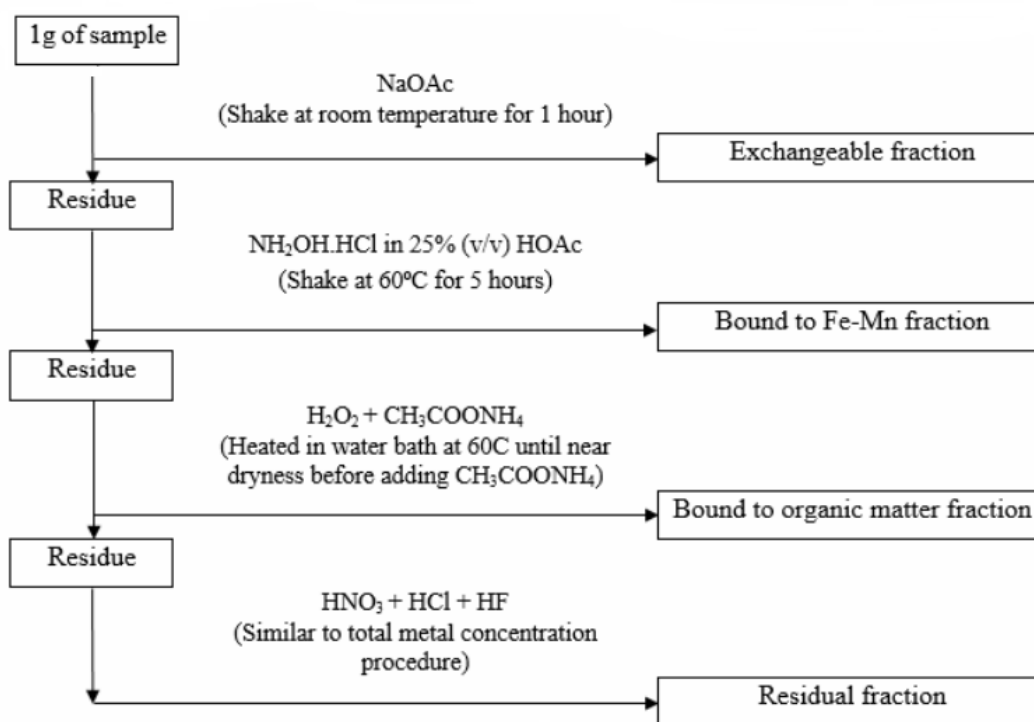 1g of sample
NaOAc
(Shake at room temperature for 1 hour)
Exchangeable fraction
Residue
NH₂OH.HCl in 25% (v/v) HOAc
(Shake at 60ºC for 5 hours)
Bound to Fe-Mn fraction
Residue
H₂O₂ + CH₃COONH₄
(Heated in water bath at 60C until near
dryness before adding CH₃COONH₄)
Bound to organic matter fraction
Residue
HNO₃ + HCl + HF
(Similar to total metal concentration
procedure)
Residual fraction